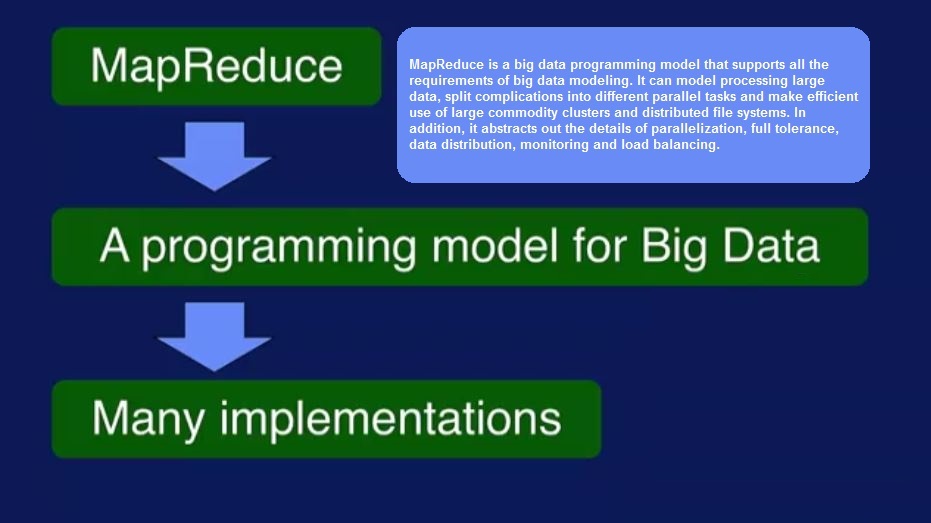 MapReduce
MapReduce is a big data programming model that supports all the
requirements of big data modeling. It can model processing large
data, split complications into different parallel tasks and make efficient
use of large commodity clusters and distributed file systems. In
addition, it abstracts out the details of parallelization, full tolerance,
data distribution, monitoring and load balancing.
A programming model for Big Data
Many implementations